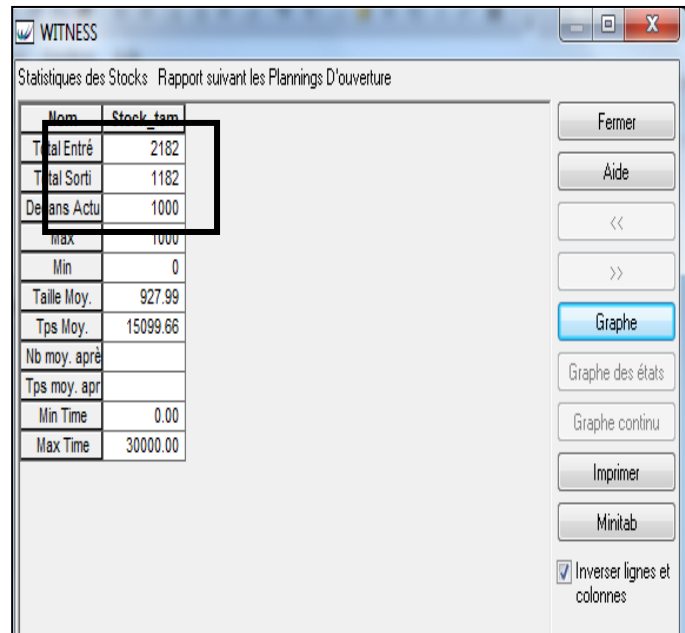 WITNESS
Statistiques des Stocks Rapport suivant les Plannings D'ouverture
Nom Stock_tam
Total Entré 2182
Total Sorti 1182
Dedans Actu 1000
Max 1000
Min 0
Taille Moy. 927.99
Tps Moy. 15099.66
Nb moy. aprè
Tps moy. apr
Min Time 0.00
Max Time 30000.00
Fermer
Aide
<<
>>
Graphe
Graphe des états
Graphe continu
Imprimer
Minitab
Inverser lignes et
colonnes